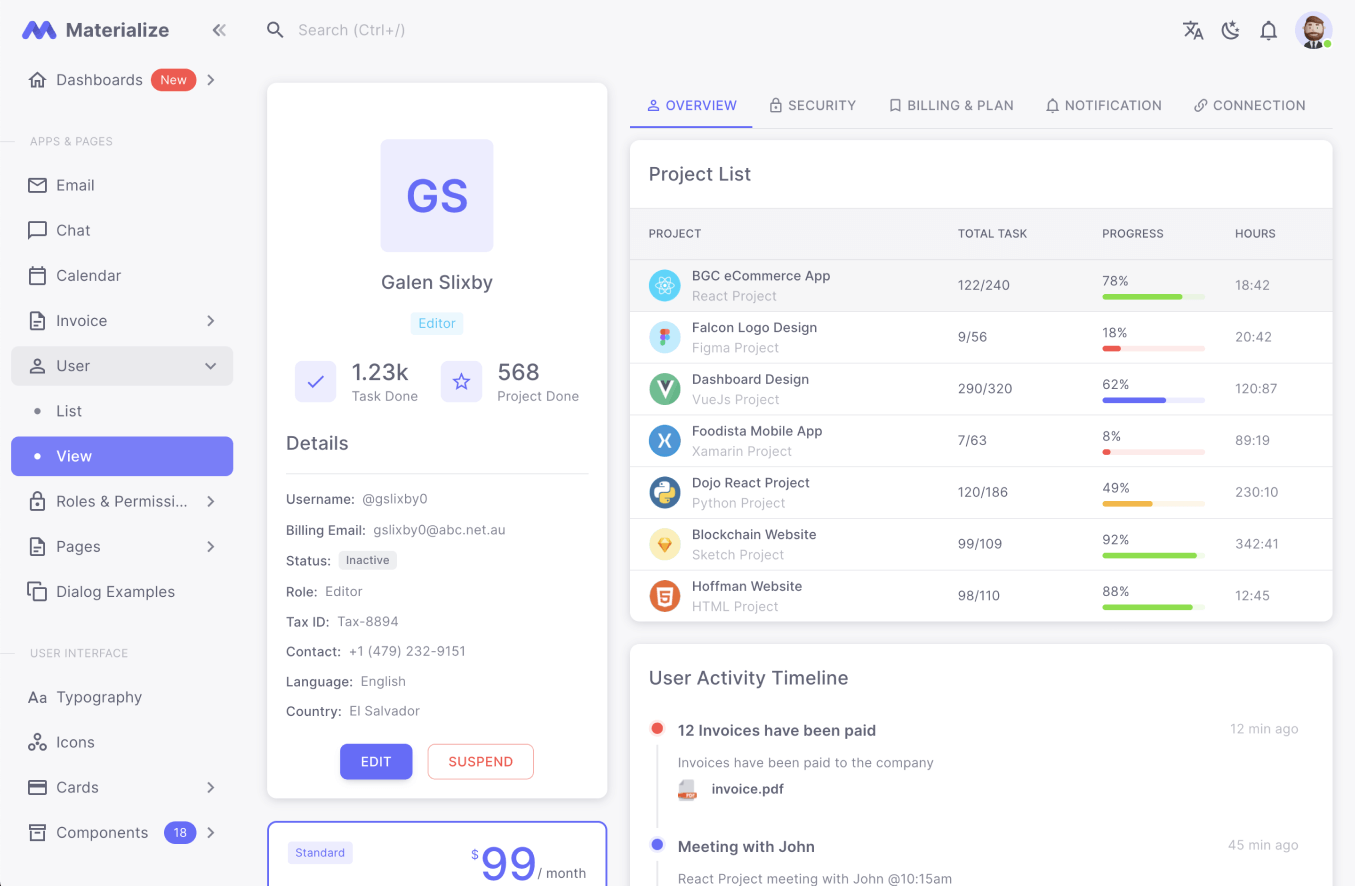 Materialize
Search (Ctrl+/)
Dashboards New
APPS & PAGES
Email
Chat
Calendar
Invoice
User
List
View
Roles & Permissi...
Pages
Dialog Examples
USER INTERFACE
Aa Typography
Icons
Cards
Components 18
GS
Galen Slixby
Editor
1.23k
Task Done
568
Project Done
Details
Username: @gslixby0
Billing Email: gslixby0@abc.net.au
Status: Inactive
Role: Editor
Tax ID: Tax-8894
Contact: +1 (479) 232-9151
Language: English
Country: El Salvador
EDIT SUSPEND
Standard
$99 / month
OVERVIEW SECURITY BILLING & PLAN NOTIFICATION CONNECTION
Project List
PROJECT TOTAL TASK PROGRESS HOURS
BGC eCommerce App
React Project
122/240 78% 18:42
Falcon Logo Design
Figma Project
9/56 18% 20:42
Dashboard Design
VueJs Project
290/320 62% 120:87
X
Foodista Mobile App
Xamarin Project
7/63 8% 89:19
Dojo React Project
Python Project
120/186 49% 230:10
Blockchain Website
Sketch Project
99/109 92% 342:41
Hoffman Website
HTML Project
98/110 88% 12:45
User Activity Timeline
12 Invoices have been paid 12 min ago
Invoices have been paid to the company
PDF invoice.pdf
Meeting with John 45 min ago
React Project meeting with John @10:15am